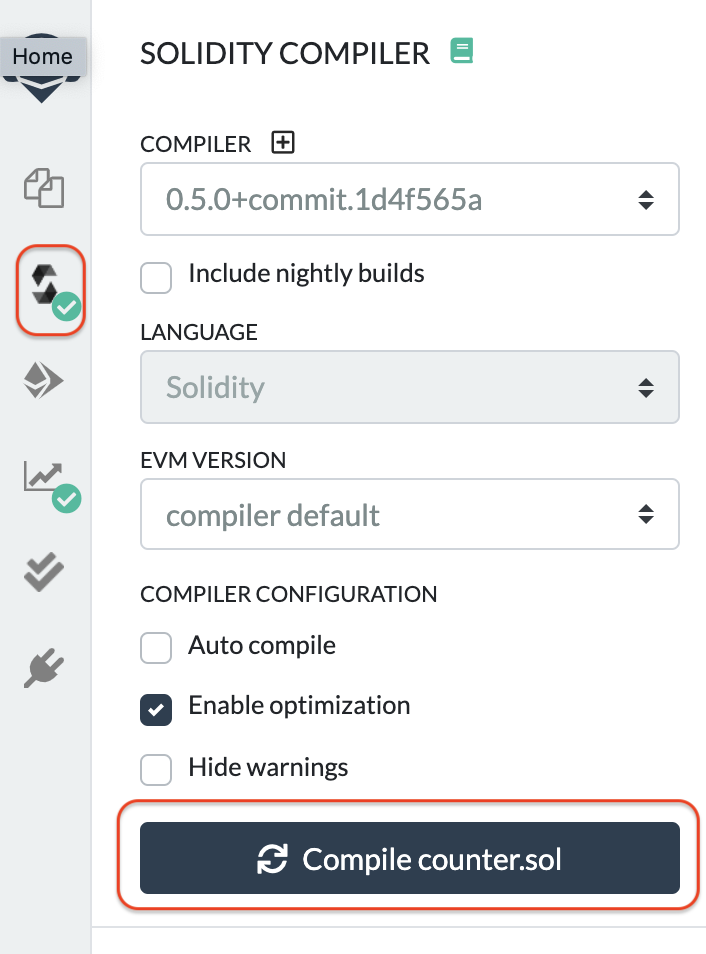 Home
SOLIDITY COMPILER
COMPILER
0.5.0+commit.1d4f565a
Include nightly builds
LANGUAGE
Solidity
EVM VERSION
compiler default
COMPILER CONFIGURATION
Auto compile
Enable optimization
Hide warnings
Compile counter.sol